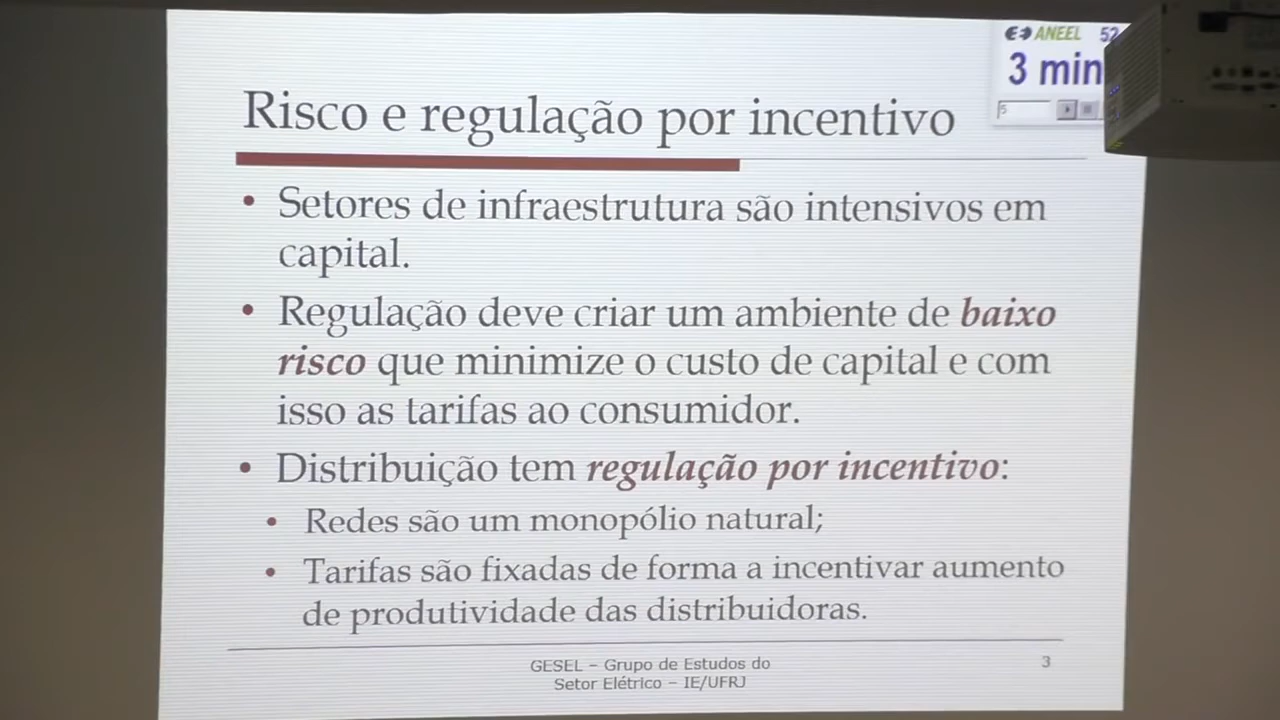 ANEEL 52
3 min
5
Risco e regulação por incentivo
• Setores de infraestrutura são intensivos em
capital.
• Regulação deve criar um ambiente de baixo
risco que minimize o custo de capital e com
isso as tarifas ao consumidor.
• Distribuição tem regulação por incentivo:
• Redes são um monopólio natural;
• Tarifas são fixadas de forma a incentivar aumento
de produtividade das distribuidoras.
GESEL – Grupo de Estudos do
Setor Elétrico – IE/UFRJ
3